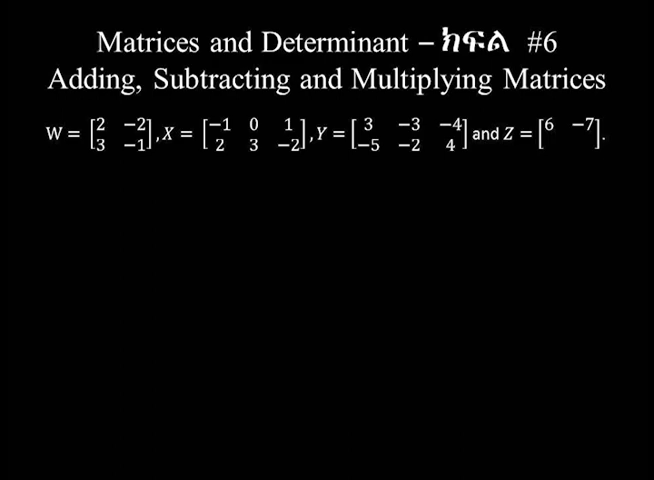 Matrices and Determinant – ክፍል #6
Adding, Subtracting and Multiplying Matrices
W = [2 −2; 3 −1], X = [−1 0 1; 2 3 −2], Y = [3 −3 −4; −5 −2 4] and Z = [6 −7].